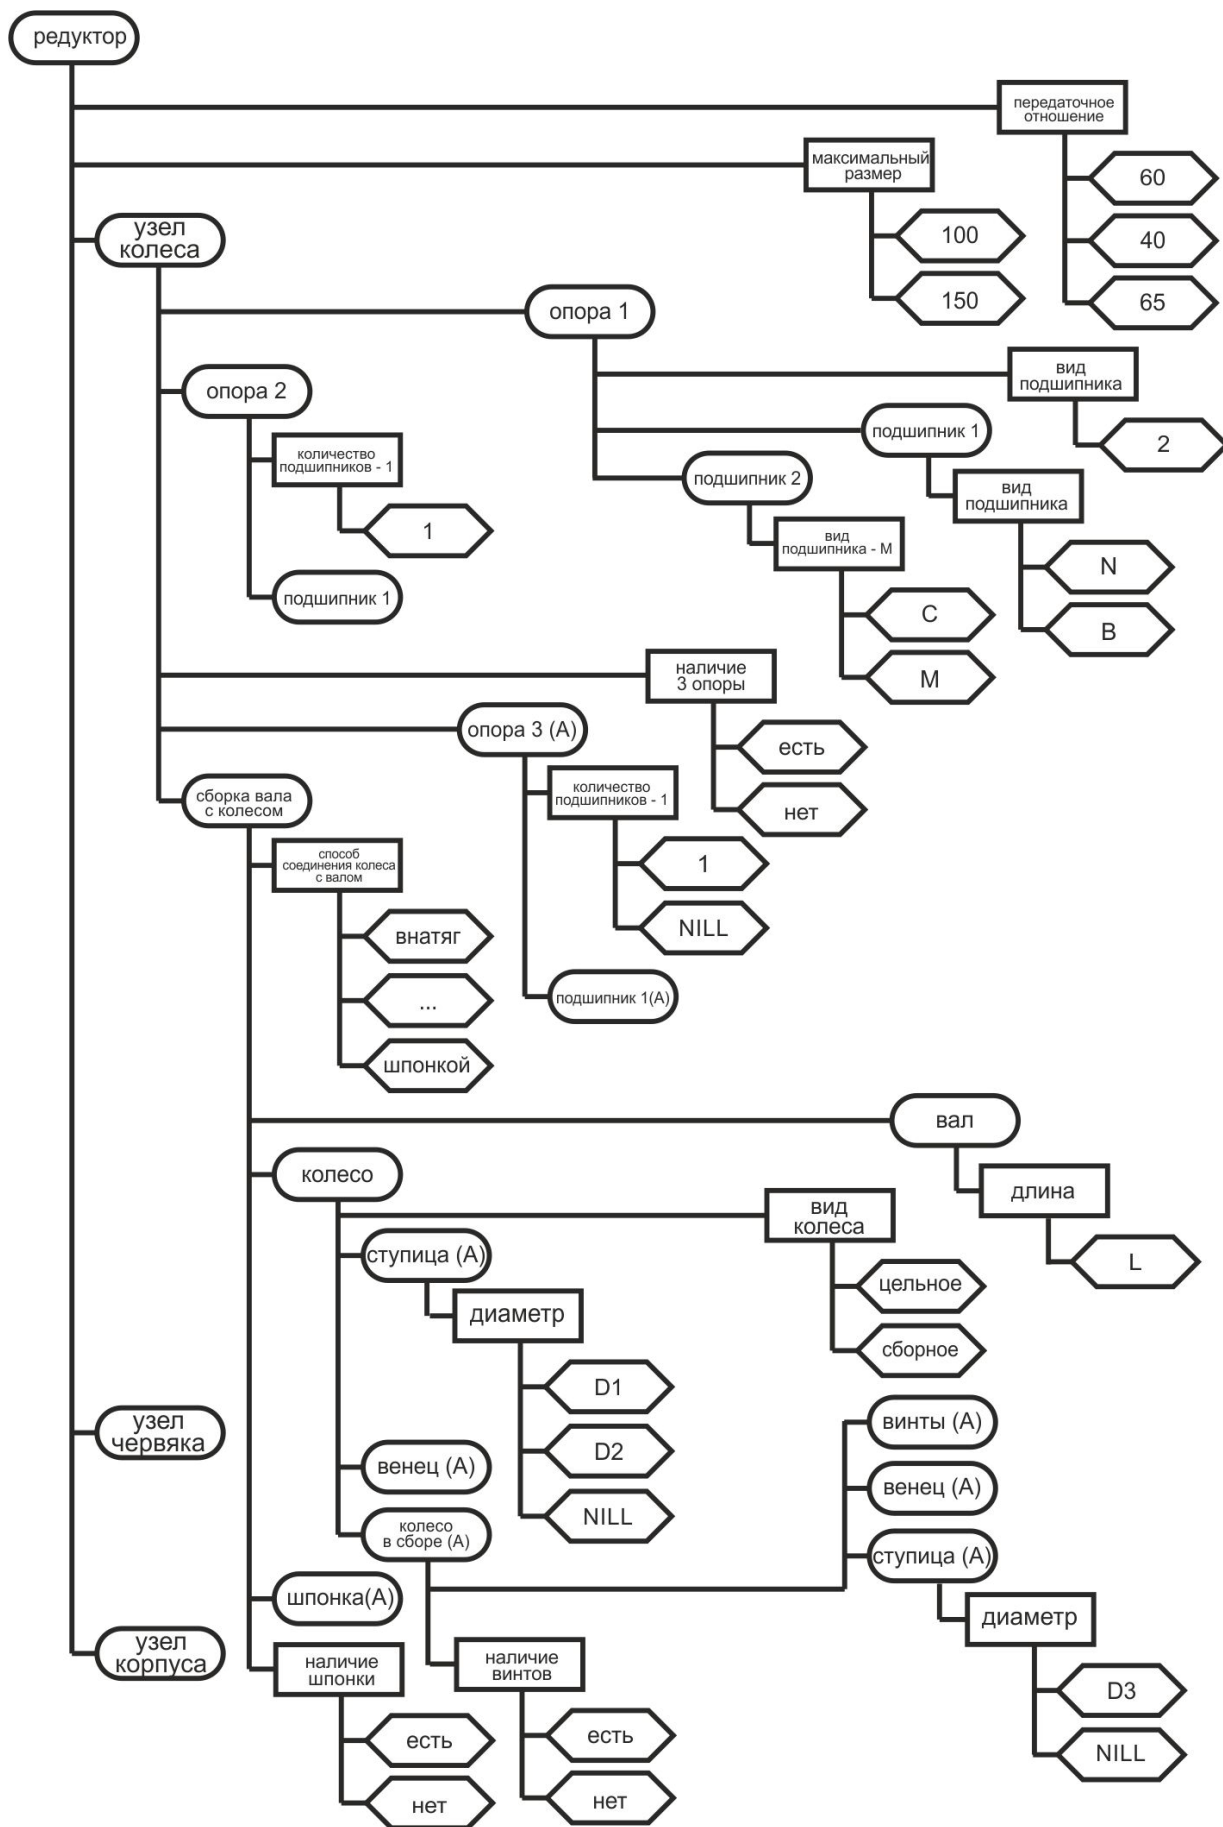 редуктор
передаточное
отношение
максимальный
размер
60
узел
колеса
100
40
150
65
опора 1
вид
подшипника
опора 2
подшипник 1
2
количество
подшипников - 1
подшипник 2
вид
подшипника
1
вид
подшипника - М
N
подшипник 1
С
В
М
наличие
3 опоры
опора 3 (А)
есть
сборка вала
с колесом
количество
подшипников - 1
нет
способ
соединения колеса
с валом
1
внатяг
NILL
...
подшипник 1(А)
шпонкой
вал
колесо
длина
вид
колеса
ступица (А)
L
цельное
диаметр
сборное
D1
узел
червяка
винты (А)
D2
венец (А)
венец (А)
NILL
колесо
в сборе (А)
ступица (А)
шпонка(А)
диаметр
узел
корпуса
наличие
шпонки
наличие
винтов
D3
есть
есть
NILL
нет
нет